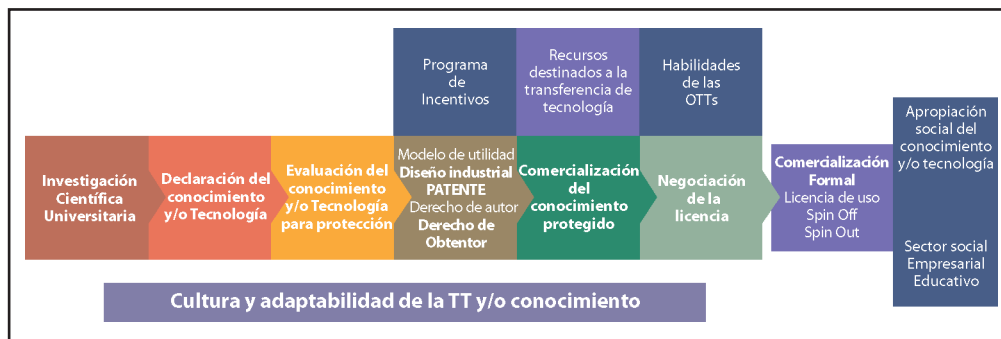 Programa
de
Incentivos
Recursos
destinados a la
transferencia de
tecnología
Habilidades
de las
OTTs
Investigación
Científica
Universitaria
Declaración del
conocimiento
y/o Tecnología
Evaluación del
conocimiento
y/o Tecnología
para protección
Modelo de utilidad
Diseño industrial
PATENTE
Derecho de autor
Derecho de
Obtentor
Comercialización
del
conocimiento
protegido
Negociación
de la
licencia
Comercialización
Formal
Licencia de uso
Spin Off
Spin Out
Apropiación
social del
conocimiento
y/o tecnología
Sector social
Empresarial
Educativo
Cultura y adaptabilidad de la TT y/o conocimiento